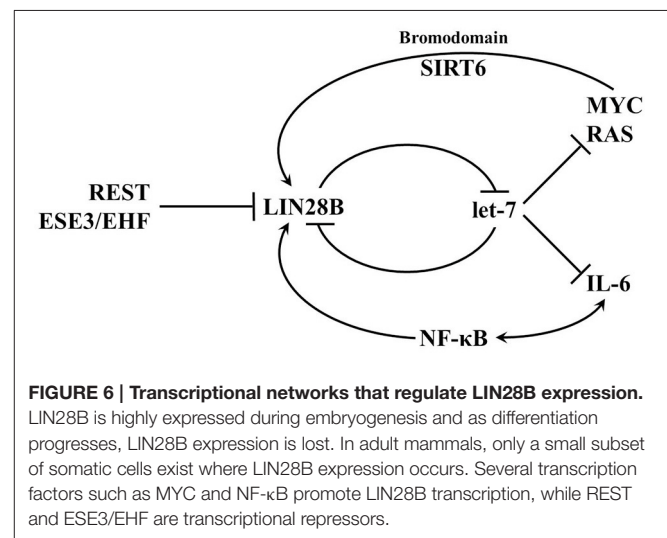 Bromodomain
SIRT6
MYC
RAS
REST
ESE3/EHF
LIN28B
let-7
IL-6
NF-κB
FIGURE 6 | Transcriptional networks that regulate LIN28B expression.
LIN28B is highly expressed during embryogenesis and as differentiation
progresses, LIN28B expression is lost. In adult mammals, only a small subset
of somatic cells exist where LIN28B expression occurs. Several transcription
factors such as MYC and NF-κB promote LIN28B transcription, while REST
and ESE3/EHF are transcriptional repressors.